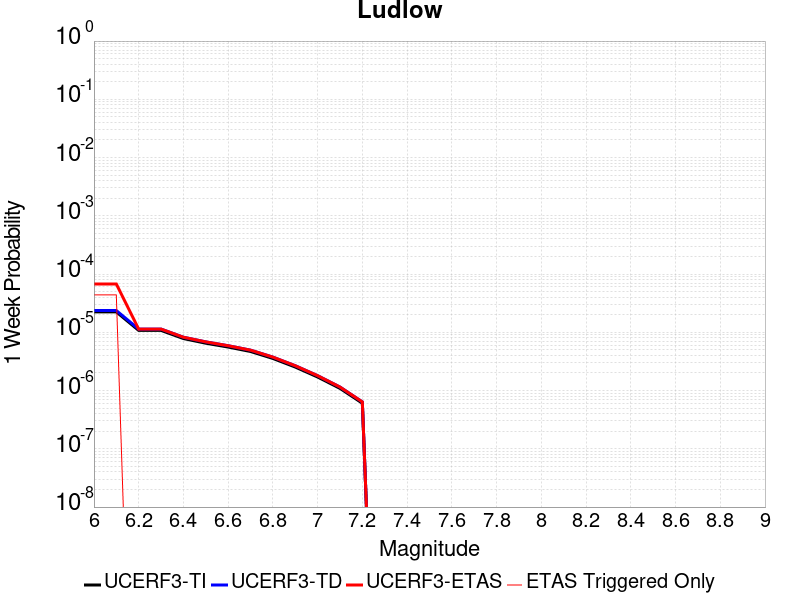 Ludlow
1 Week Probability
10^0
10^-1
10^-2
10^-3
10^-4
10^-5
10^-6
10^-7
10^-8
6 6.2 6.4 6.6 6.8 7 7.2 7.4 7.6 7.8 8 8.2 8.4 8.6 8.8 9
Magnitude
UCERF3-TI UCERF3-TD UCERF3-ETAS ETAS Triggered Only